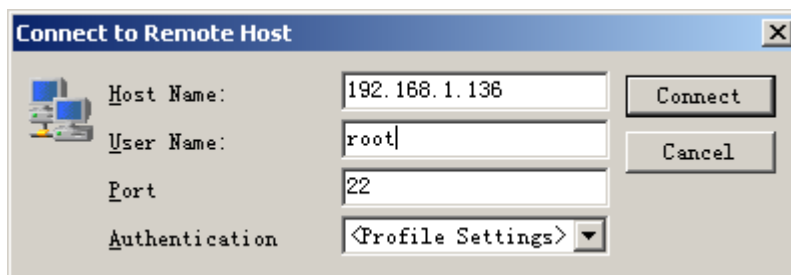 Connect to Remote Host
Host Name: 192.168.1.136 Connect
User Name: root Cancel
Port 22
Authentication <Profile Settings>